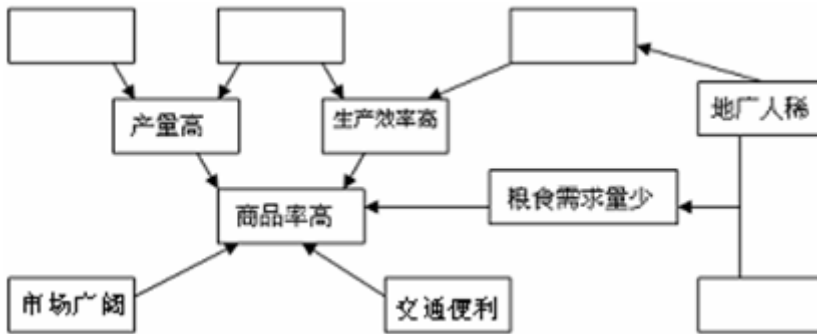 产量高
生产效率高
地广人稀
商品率高
粮食需求量少
市场广阔
交通便利